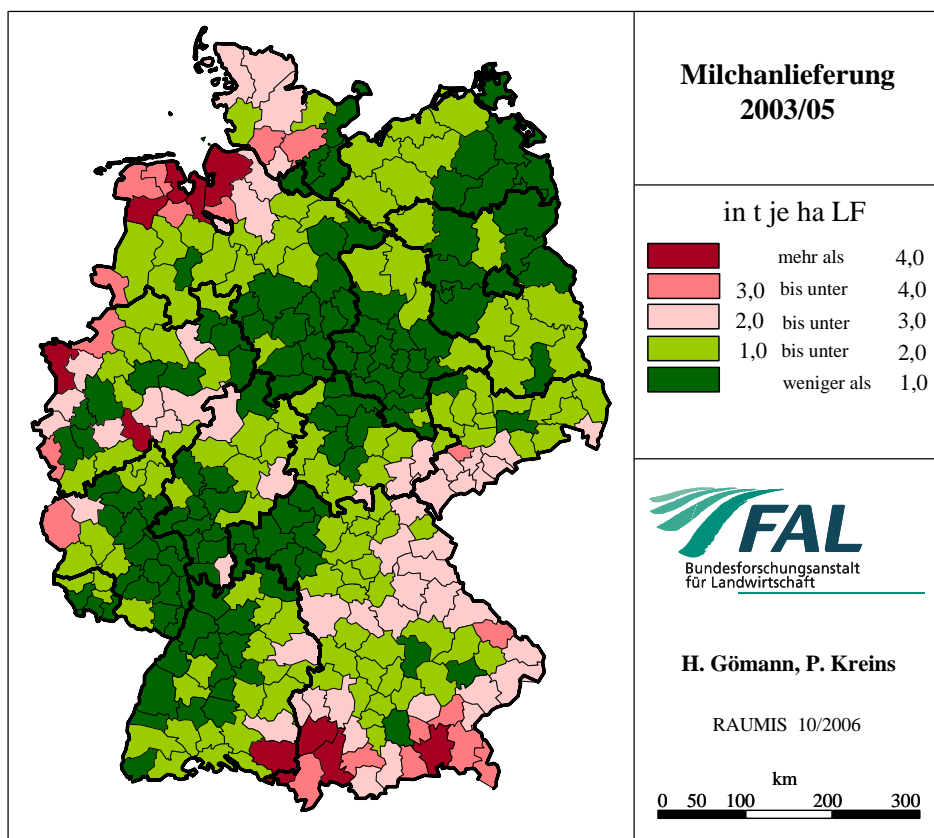 Milchanlieferung
2003/05
in t je ha LF
mehr als 4,0
3,0 bis unter 4,0
2,0 bis unter 3,0
1,0 bis unter 2,0
weniger als 1,0
FAL
Bundesforschungsanstalt
für Landwirtschaft
H. Gömann, P. Kreins
RAUMIS 10/2006
km
0 50 100 200 300